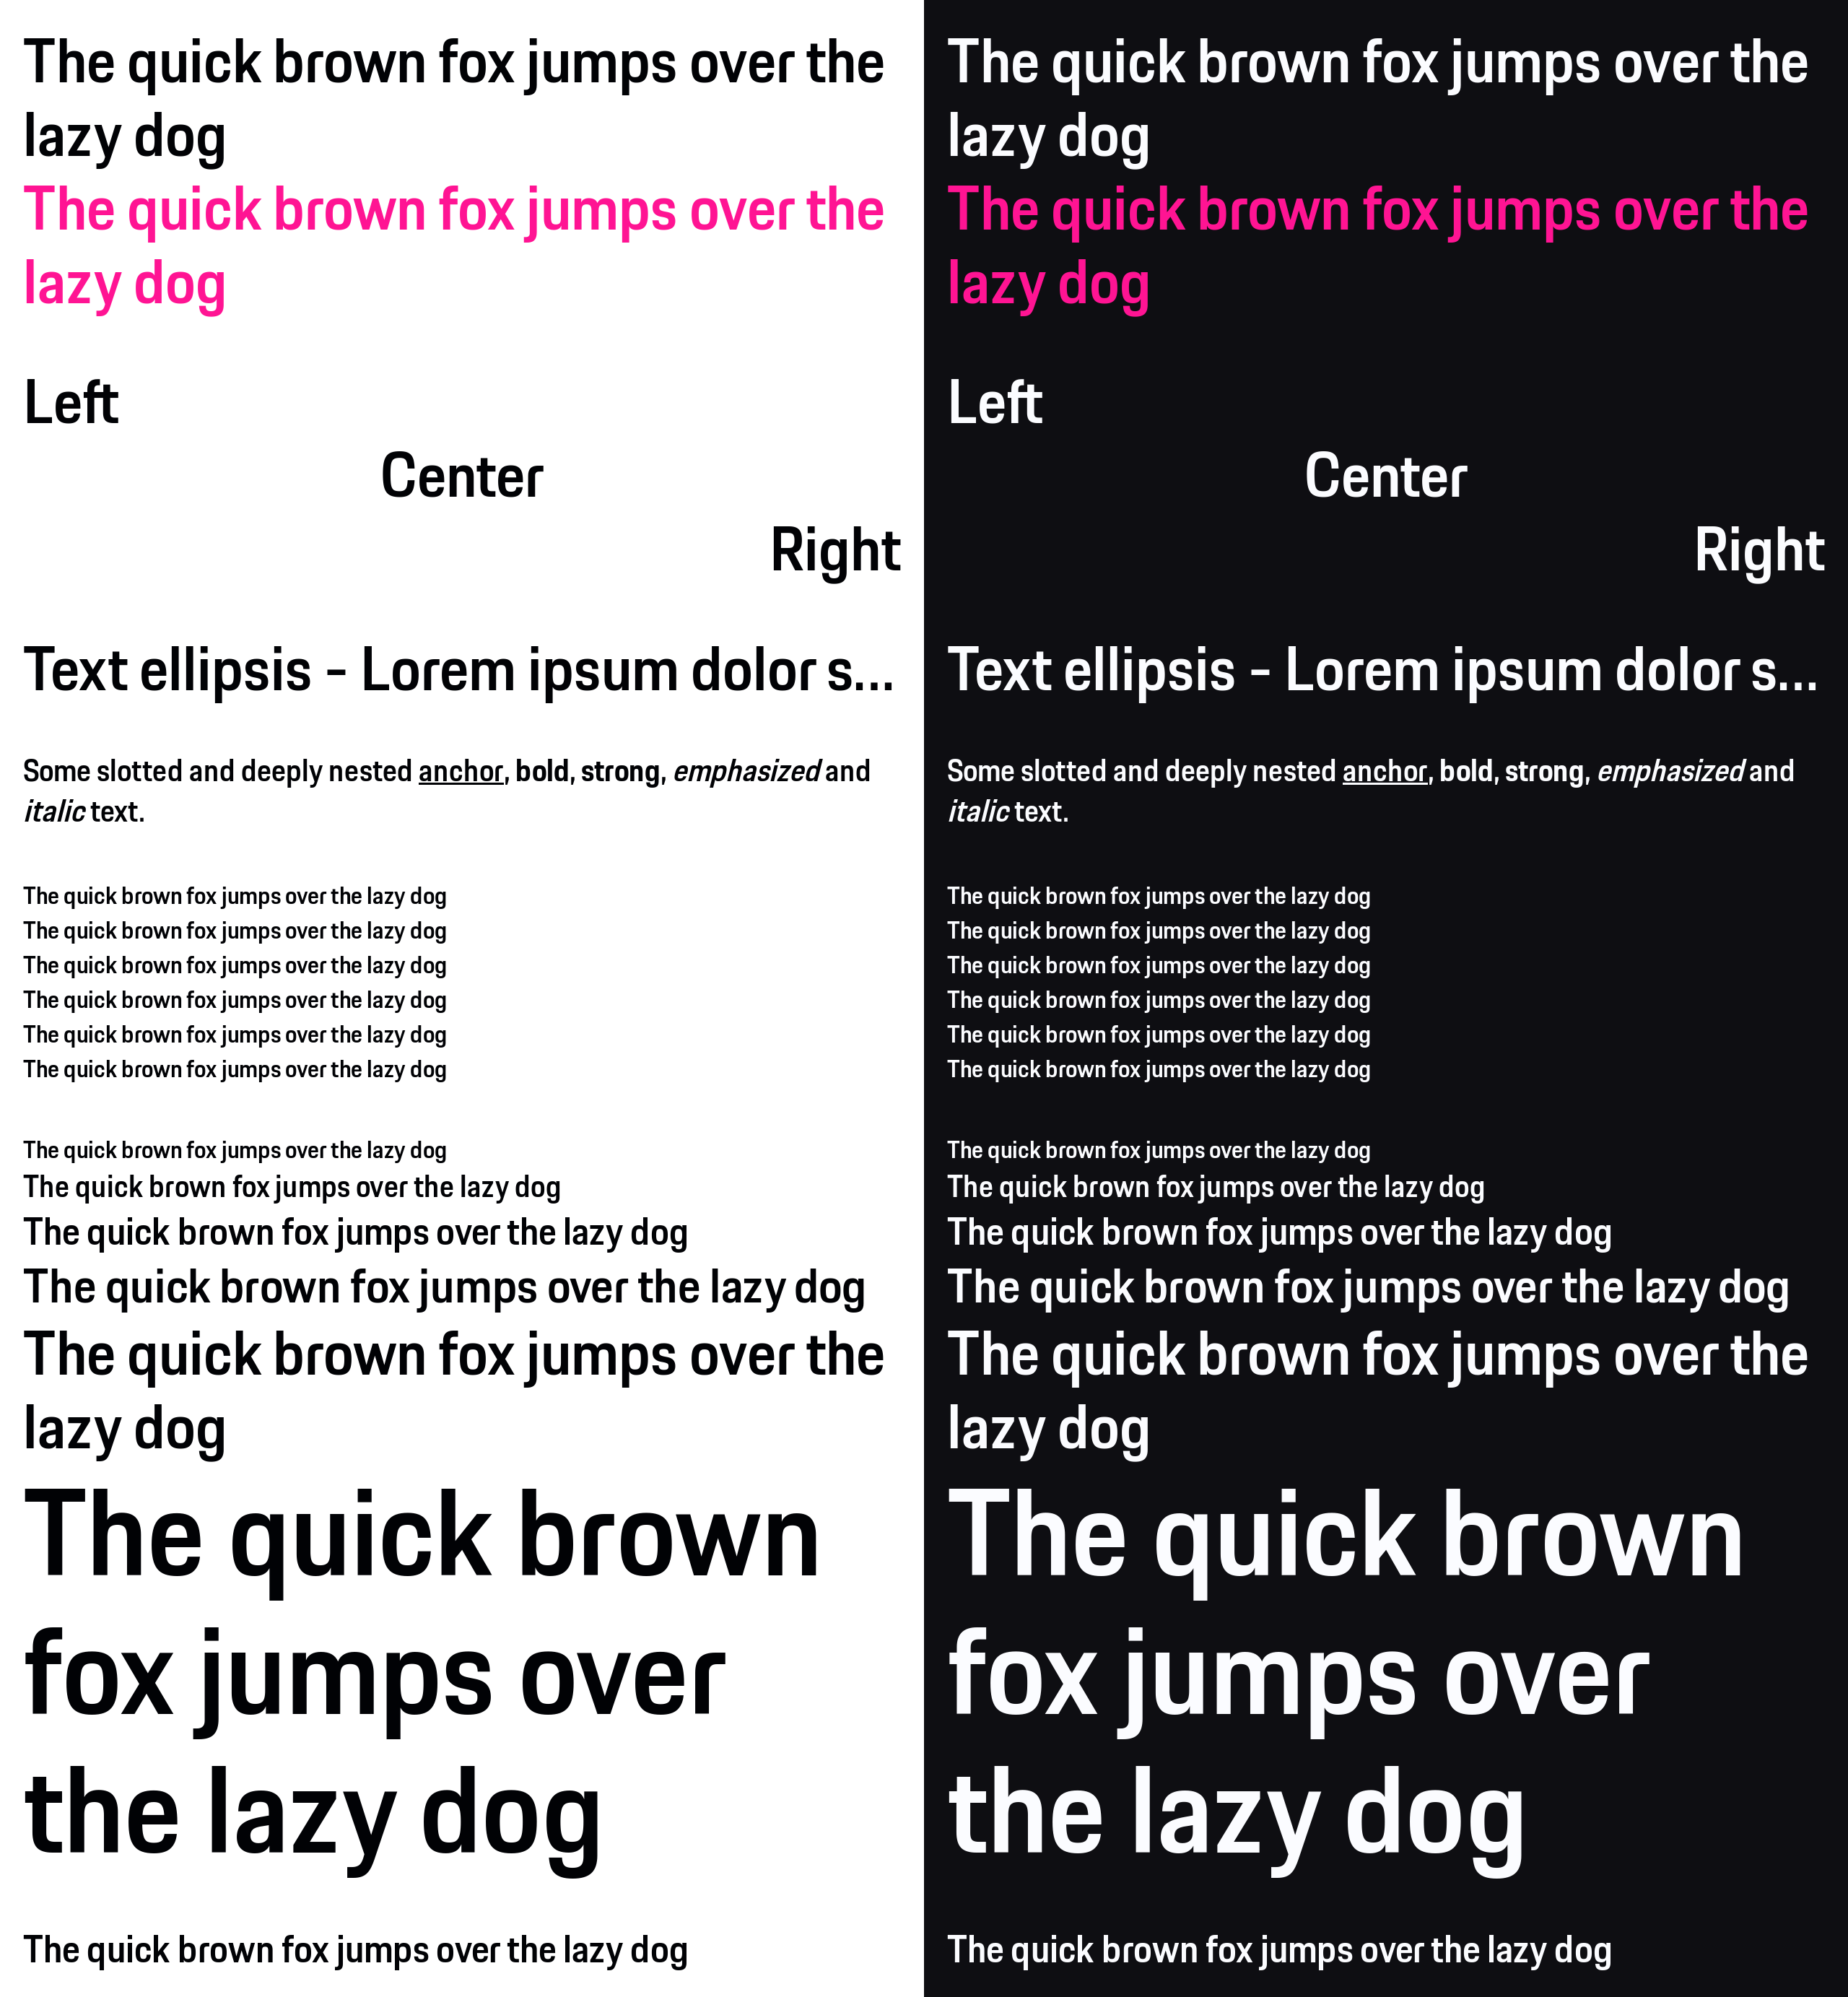 The quick brown fox jumps over the
lazy dog
The quick brown fox jumps over the
lazy dog
Left
Center
Right
Text ellipsis - Lorem ipsum dolor s...
Some slotted and deeply nested anchor, bold, strong, emphasized and
italic text.
The quick brown fox jumps over the lazy dog
The quick brown fox jumps over the lazy dog
The quick brown fox jumps over the lazy dog
The quick brown fox jumps over the lazy dog
The quick brown fox jumps over the lazy dog
The quick brown fox jumps over the lazy dog
The quick brown fox jumps over the lazy dog
The quick brown fox jumps over the lazy dog
The quick brown fox jumps over the lazy dog
The quick brown fox jumps over the lazy dog
The quick brown fox jumps over the
lazy dog
The quick brown
fox jumps over
the lazy dog
The quick brown fox jumps over the lazy dog
The quick brown fox jumps over the
lazy dog
The quick brown fox jumps over the
lazy dog
Left
Center
Right
Text ellipsis - Lorem ipsum dolor s...
Some slotted and deeply nested anchor, bold, strong, emphasized and
italic text.
The quick brown fox jumps over the lazy dog
The quick brown fox jumps over the lazy dog
The quick brown fox jumps over the lazy dog
The quick brown fox jumps over the lazy dog
The quick brown fox jumps over the lazy dog
The quick brown fox jumps over the lazy dog
The quick brown fox jumps over the lazy dog
The quick brown fox jumps over the lazy dog
The quick brown fox jumps over the lazy dog
The quick brown fox jumps over the lazy dog
The quick brown fox jumps over the
lazy dog
The quick brown
fox jumps over
the lazy dog
The quick brown fox jumps over the lazy dog